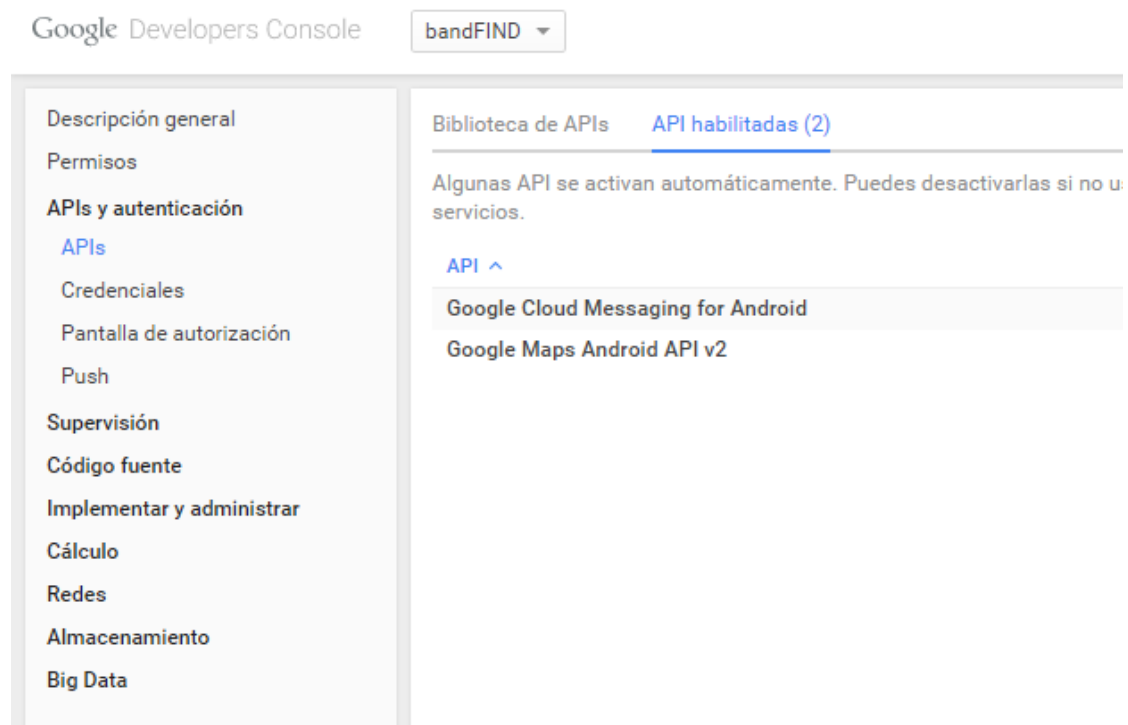 Google Developers Console
bandFIND
Descripción general
Permisos
APIs y autenticación
APIs
Credenciales
Pantalla de autorización
Push
Supervisión
Código fuente
Implementar y administrar
Cálculo
Redes
Almacenamiento
Big Data
Biblioteca de APIs
API habilitadas (2)
Algunas API se activan automáticamente. Puedes desactivarlas si no
servicios.
API
Google Cloud Messaging for Android
Google Maps Android API v2